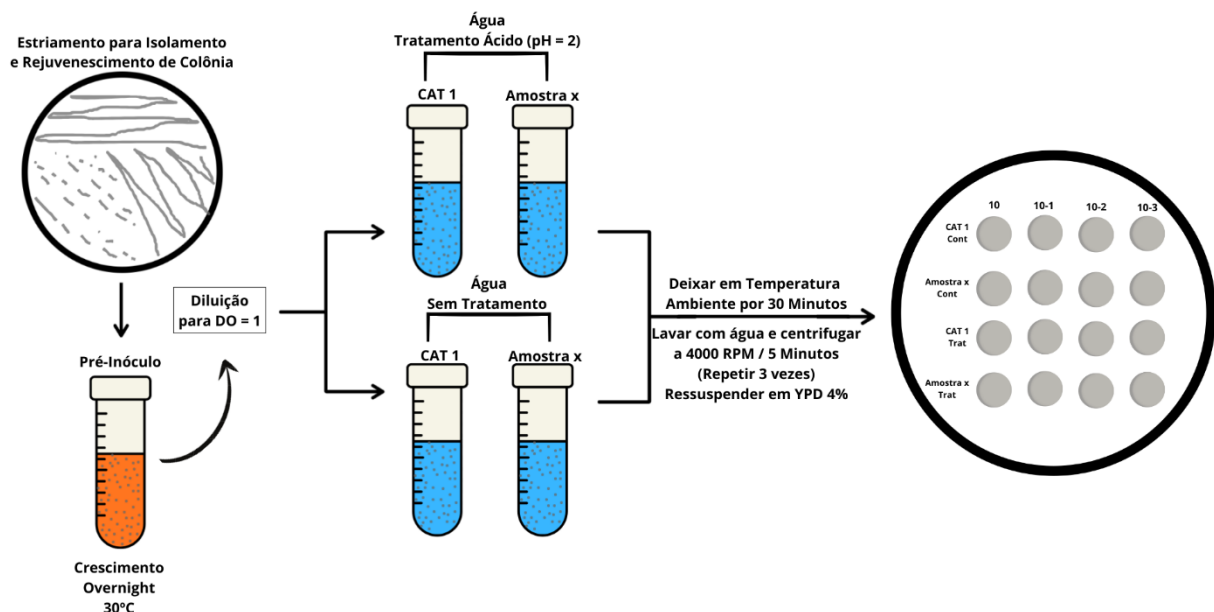 Estriamento para Isolamento
e Rejuvenescimento de Colônia
Pré-Inóculo
Crescimento
Overnight
30ºC
Diluição
para DO = 1
Água
Tratamento Ácido (pH = 2)
CAT 1
Amostra x
Água
Sem Tratamento
CAT 1
Amostra x
Deixar em Temperatura
Ambiente por 30 Minutos
Lavar com água e centrifugar
a 4000 RPM / 5 Minutos
(Repetir 3 vezes)
Ressuspender em YPD 4%
10
10-1
10-2
10-3
CAT 1
Cont
Amostra x
Cont
CAT 1
Trat
Amostra x
Trat